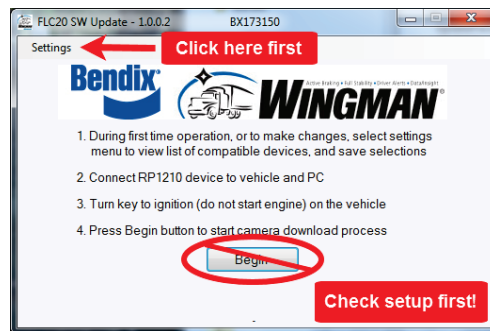 FLC20 SW Update - 1.0.0.2 BX173150
Settings
Click here first
Bendix
Active Braking • Full Stability • Driver Alerts • Data/Insight
WINGMAN
1. During first time operation, or to make changes, select settings
menu to view list of compatible devices, and save selections
2. Connect RP1210 device to vehicle and PC
3. Turn key to ignition (do not start engine) on the vehicle
4. Press Begin button to start camera download process
Begin
Check setup first!